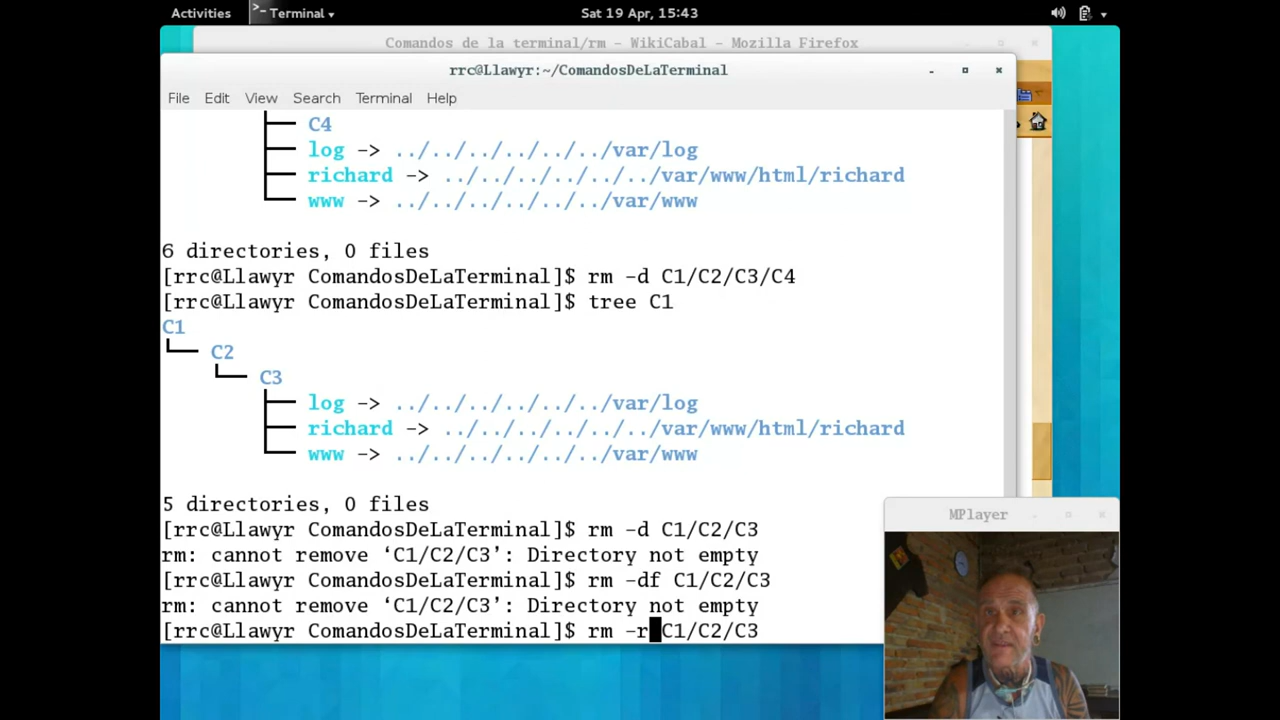 Activities Terminal Sat 19 Apr, 15:43
Comandos de la terminal/rm - WikiCabal - Mozilla Firefox
rrc@Llawyr:~/ComandosDeLaTerminal
File Edit View Search Terminal Help
├── C4
├── log -> ../../../../../../var/log
├── richard -> ../../../../../../var/www/html/richard
└── www -> ../../../../../../var/www
6 directories, 0 files
[rrc@Llawyr ComandosDeLaTerminal]$ rm -d C1/C2/C3/C4
[rrc@Llawyr ComandosDeLaTerminal]$ tree C1
C1
└── C2
└── C3
├── log -> ../../../../../../var/log
├── richard -> ../../../../../../var/www/html/richard
└── www -> ../../../../../../var/www
5 directories, 0 files
[rrc@Llawyr ComandosDeLaTerminal]$ rm -d C1/C2/C3
rm: cannot remove ‘C1/C2/C3’: Directory not empty
[rrc@Llawyr ComandosDeLaTerminal]$ rm -df C1/C2/C3
rm: cannot remove ‘C1/C2/C3’: Directory not empty
[rrc@Llawyr ComandosDeLaTerminal]$ rm -r C1/C2/C3
MPlayer